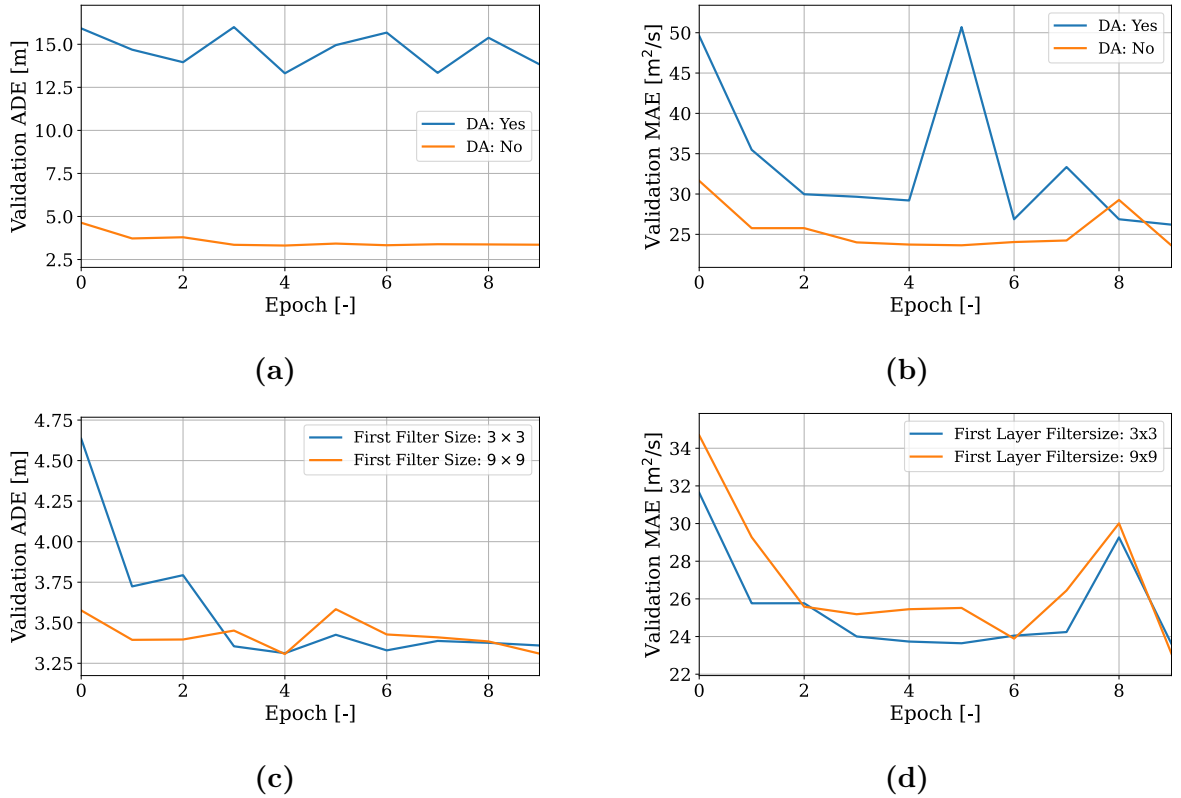 15.0
12.5
10.0
7.5
5.0
2.5
Validation ADE [m]
DA: Yes
DA: No
0 2 4 6 8
Epoch [-]
(a)
50
45
40
35
30
25
Validation MAE [m²/s]
DA: Yes
DA: No
0 2 4 6 8
Epoch [-]
(b)
4.75
4.50
4.25
4.00
3.75
3.50
3.25
Validation ADE [m]
First Filter Size: 3 × 3
First Filter Size: 9 × 9
0 2 4 6 8
Epoch [-]
(c)
34
32
30
28
26
24
22
Validation MAE [m²/s]
First Layer Filtersize: 3x3
First Layer Filtersize: 9x9
0 2 4 6 8
Epoch [-]
(d)